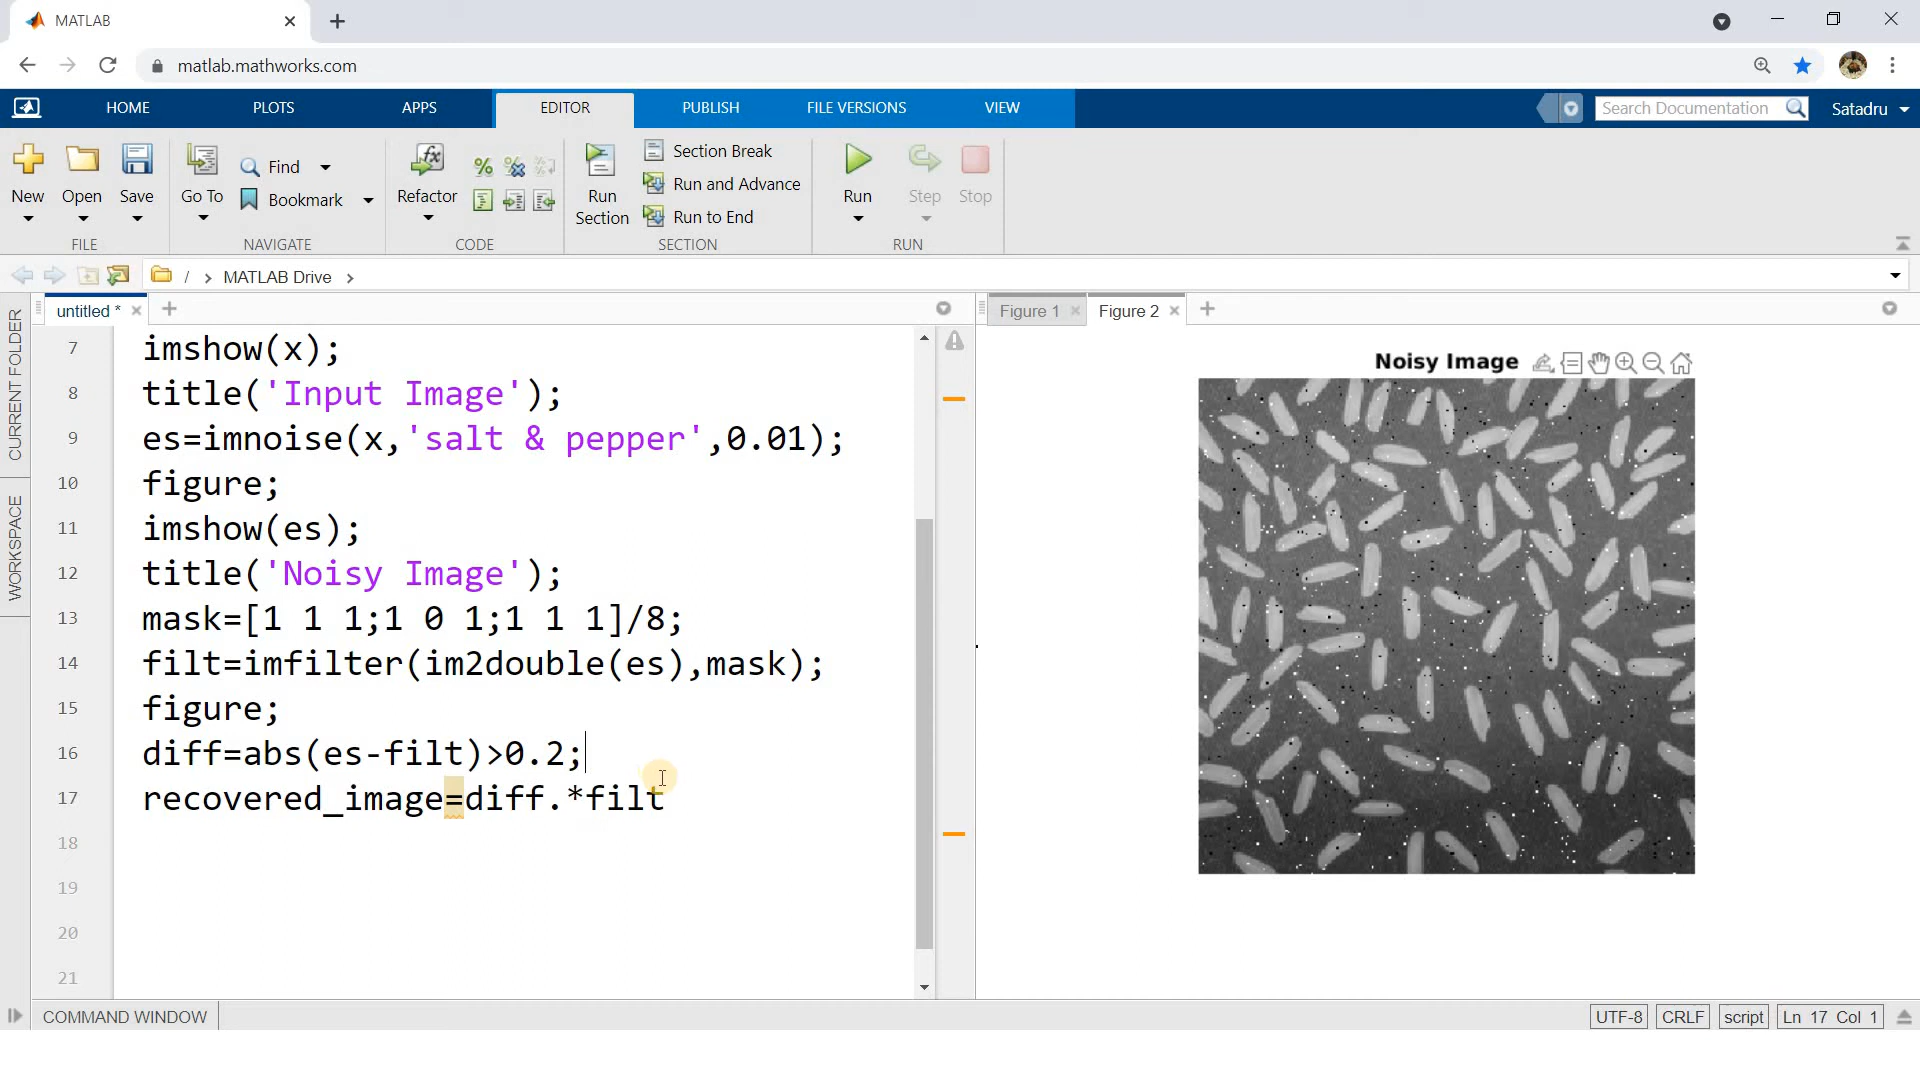 MATLAB
matlab.mathworks.com
HOME PLOTS APPS EDITOR PUBLISH FILE VERSIONS VIEW
Search Documentation
Satadru
New Open Save
FILE
Go To Find Bookmark
NAVIGATE
Refactor
CODE
Run Section
Section Break
Run and Advance
Run to End
SECTION
Run Step Stop
RUN
/ > MATLAB Drive >
CURRENT FOLDER
WORKSPACE
untitled *
7 imshow(x);
8 title('Input Image');
9 es=imnoise(x,'salt & pepper',0.01);
10 figure;
11 imshow(es);
12 title('Noisy Image');
13 mask=[1 1 1;1 0 1;1 1 1]/8;
14 filt=imfilter(im2double(es),mask);
15 figure;
16 diff=abs(es-filt)>0.2;
17 recovered_image=diff.*filt
18
19
20
21
Figure 1 Figure 2
Noisy Image
COMMAND WINDOW
UTF-8 CRLF script Ln 17 Col 1